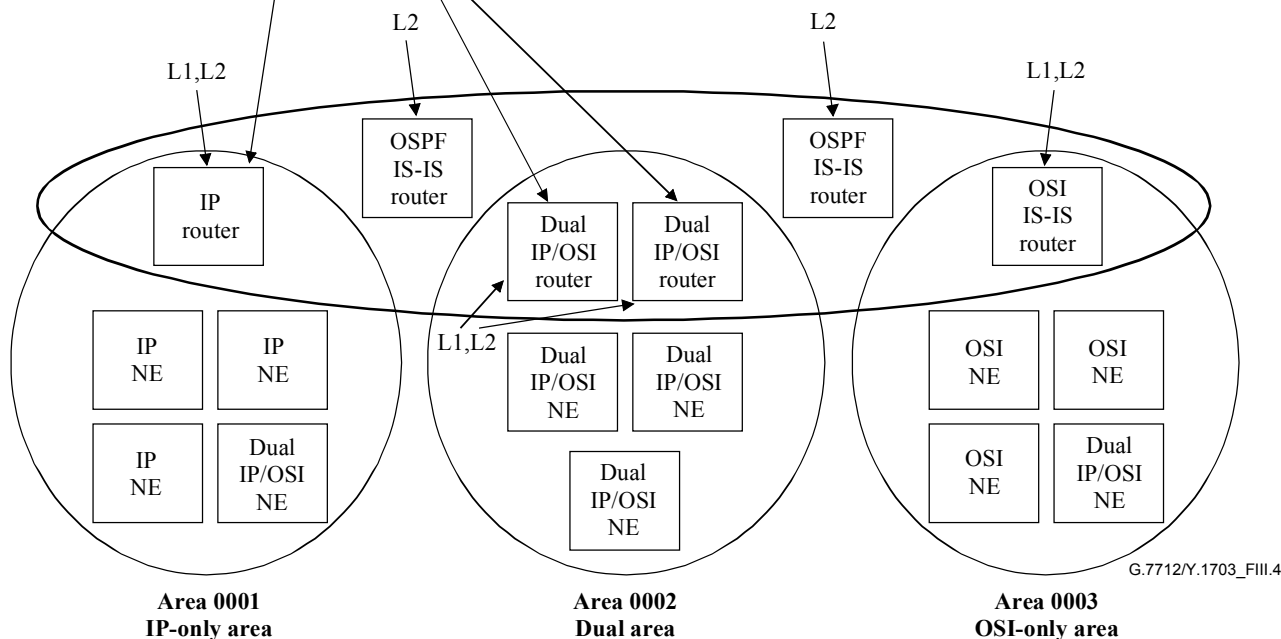 L2
L2
L1,L2
L1,L2
OSPF
IS-IS
router
OSPF
IS-IS
router
IP
router
OSI
IS-IS
router
Dual
IP/OSI
router
Dual
IP/OSI
router
L1,L2
IP
NE
IP
NE
Dual
IP/OSI
NE
Dual
IP/OSI
NE
OSI
NE
OSI
NE
IP
NE
Dual
IP/OSI
NE
Dual
IP/OSI
NE
OSI
NE
Dual
IP/OSI
NE
G.7712/Y.1703_FIII.4
Area 0001
IP-only area
Area 0002
Dual area
Area 0003
OSI-only area